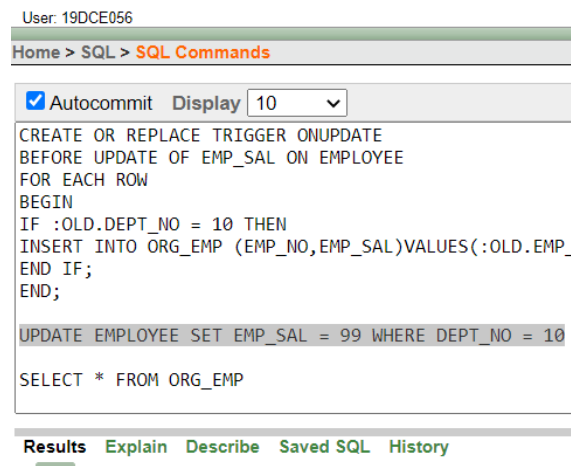 User: 19DCE056
Home > SQL > SQL Commands
Autocommit Display 10
CREATE OR REPLACE TRIGGER ONUPDATE
BEFORE UPDATE OF EMP_SAL ON EMPLOYEE
FOR EACH ROW
BEGIN
IF :OLD.DEPT_NO = 10 THEN
INSERT INTO ORG_EMP (EMP_NO,EMP_SAL)VALUES(:OLD.EMP_
END IF;
END;
UPDATE EMPLOYEE SET EMP_SAL = 99 WHERE DEPT_NO = 10
SELECT * FROM ORG_EMP
Results Explain Describe Saved SQL History